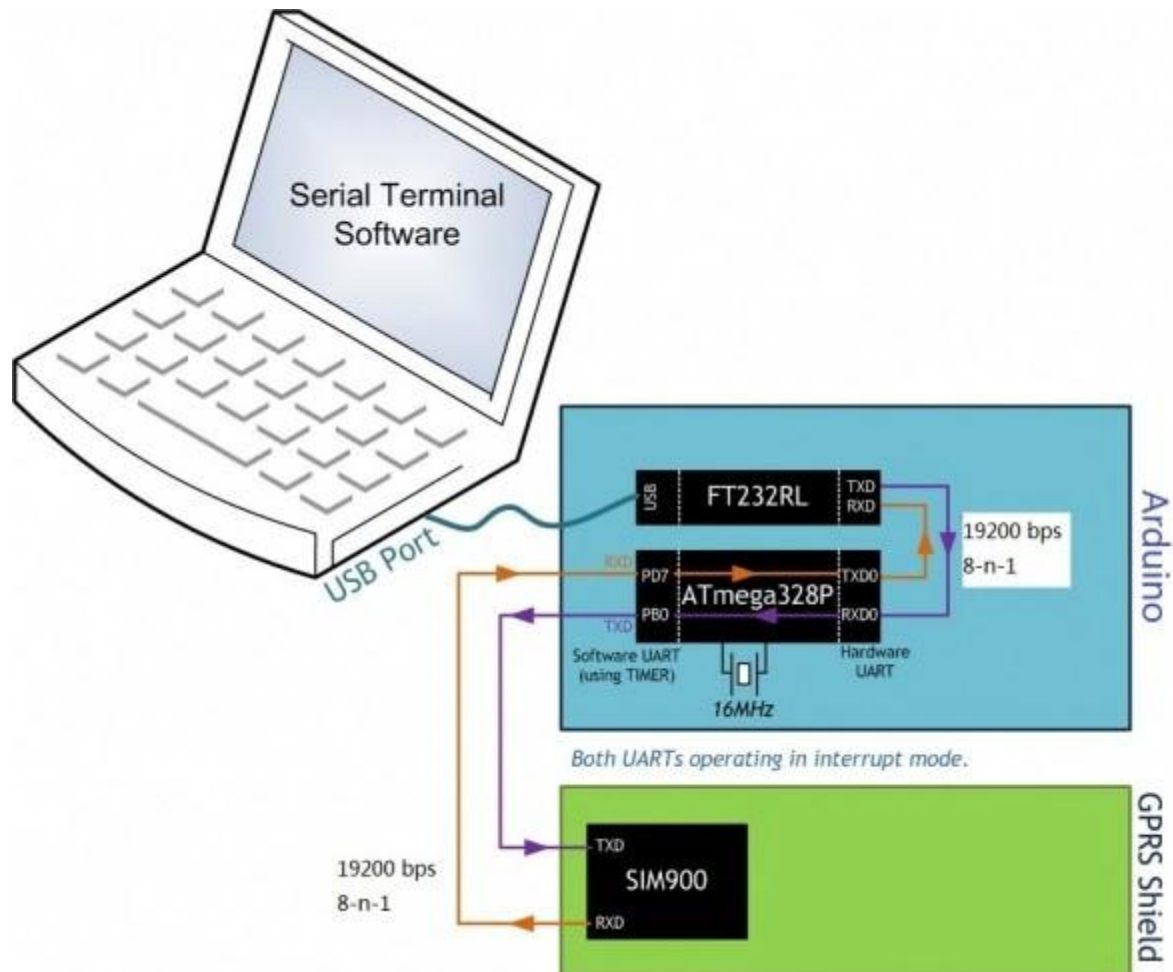 Serial Terminal
Software
USB Port
USB
FT232RL
TXD
RXD
19200 bps
8-n-1
Arduino
RXD
PD7
ATmega328P
TXD0
PB0
RXD0
TXD
Software UART
(using TIMER)
Hardware
UART
16MHz
Both UARTs operating in interrupt mode.
TXD
SIM900
RXD
19200 bps
8-n-1
GPRS Shield